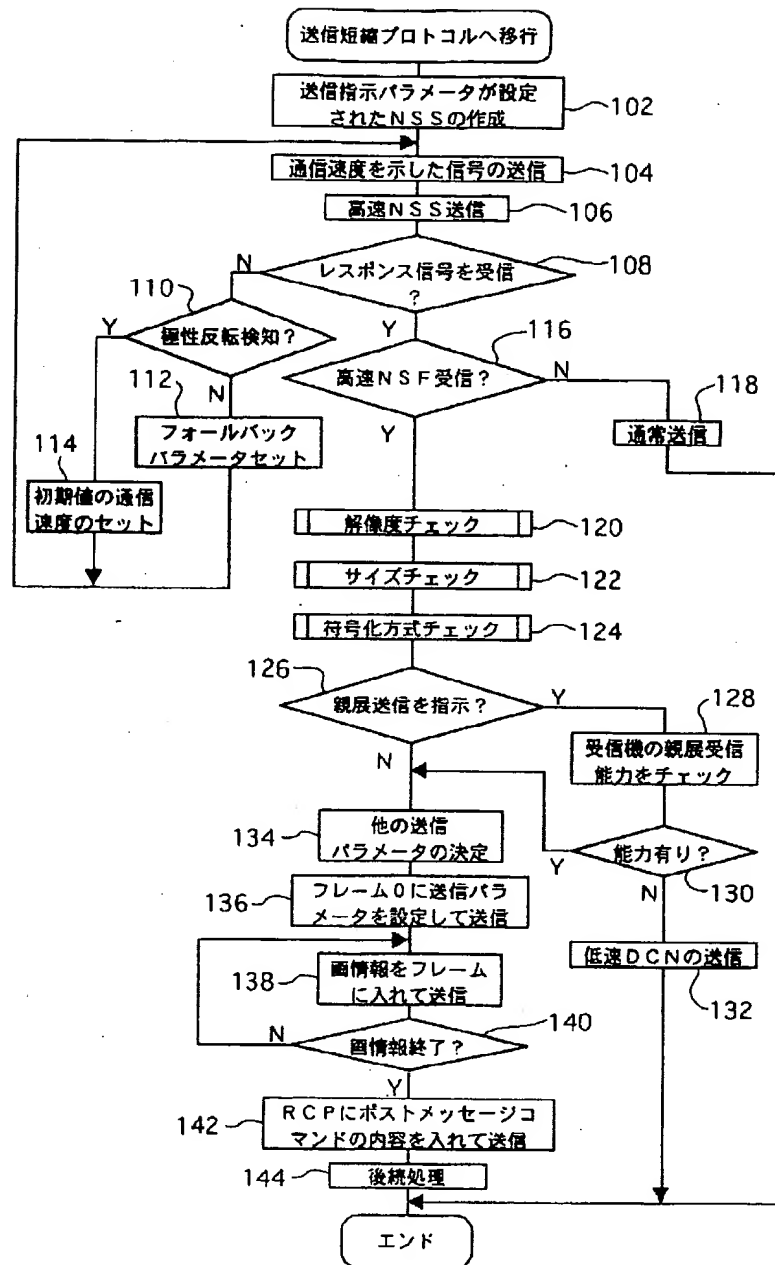 送信短縮プロトコルへ移行
送信指示パラメータが設定
されたNSSの作成
102
通信速度を示した信号の送信
104
高速NSS送信
106
レスポンス信号を受信
?
108
N
Y
110
極性反転検知?
Y
N
112
フォールバック
パラメータセット
114
初期値の通信
速度のセット
116
高速NSF受信?
N
Y
118
通常送信
解像度チェック
120
サイズチェック
122
符号化方式チェック
124
126
親展送信を指示?
Y
N
128
受信機の親展受信
能力をチェック
能力有り?
130
Y
N
低速DCNの送信
132
134
他の送信
パラメータの決定
136
フレーム0に送信パラ
メータを設定して送信
138
画情報をフレーム
に入れて送信
画情報終了?
140
N
Y
142
RCPにポストメッセージコ
マンドの内容を入れて送信
144
後続処理
エンド